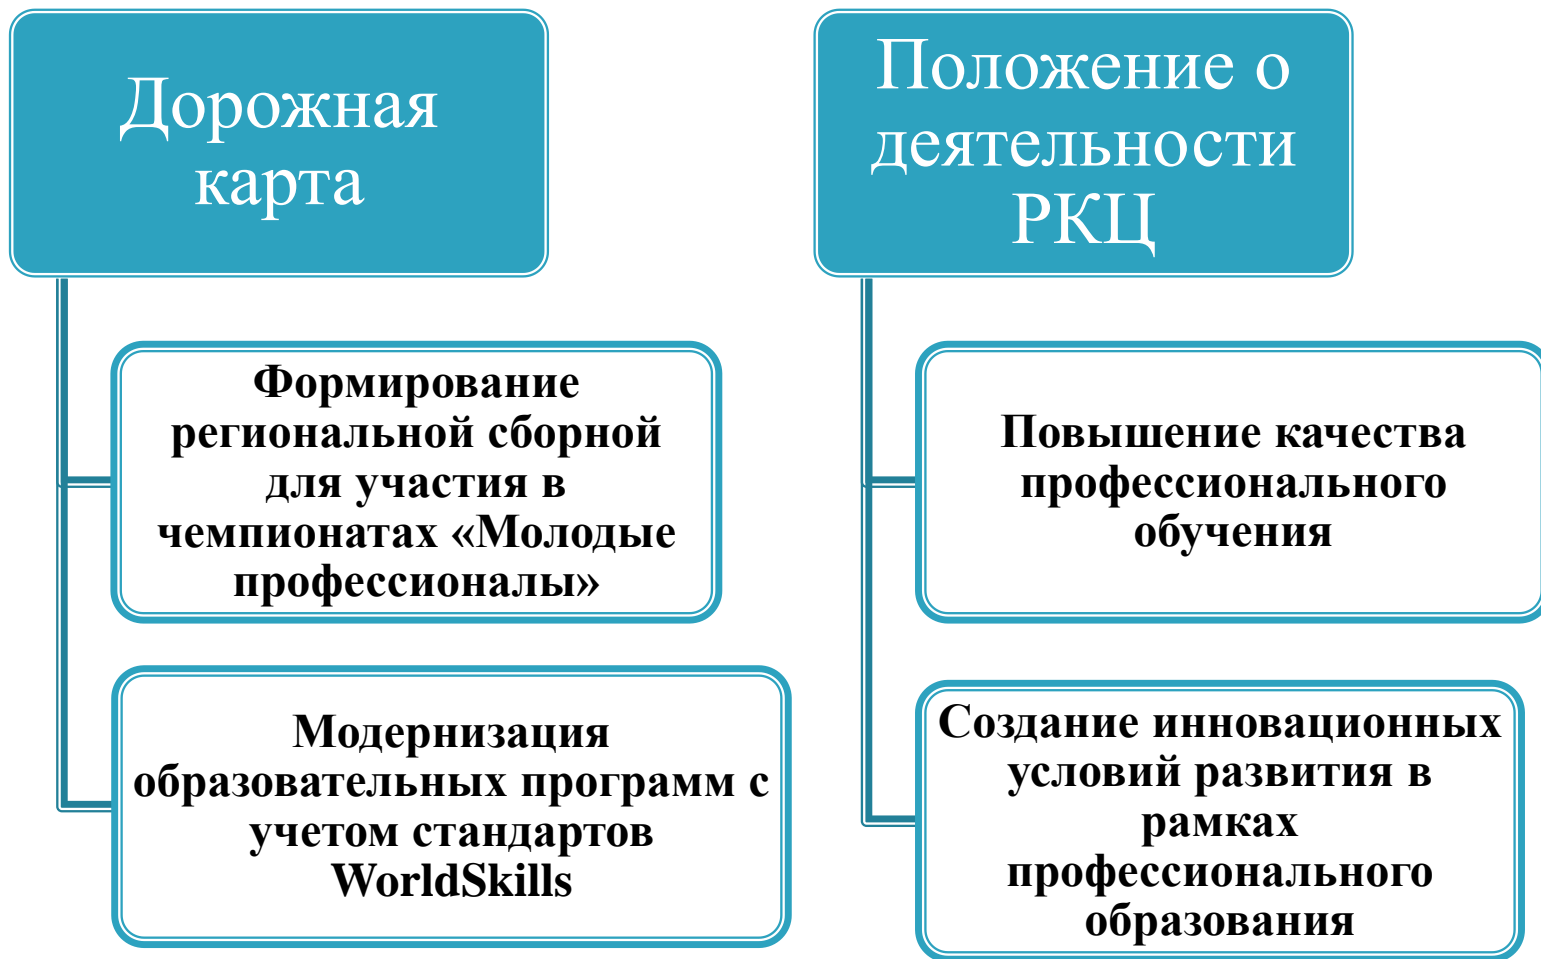 Дорожная
карта
Формирование
региональной сборной
для участия в
чемпионатах «Молодые
профессионалы»
Модернизация
образовательных программ с
учетом стандартов
WorldSkills
Положение о
деятельности
РКЦ
Повышение качества
профессионального
обучения
Создание инновационных
условий развития в
рамках
профессионального
образования